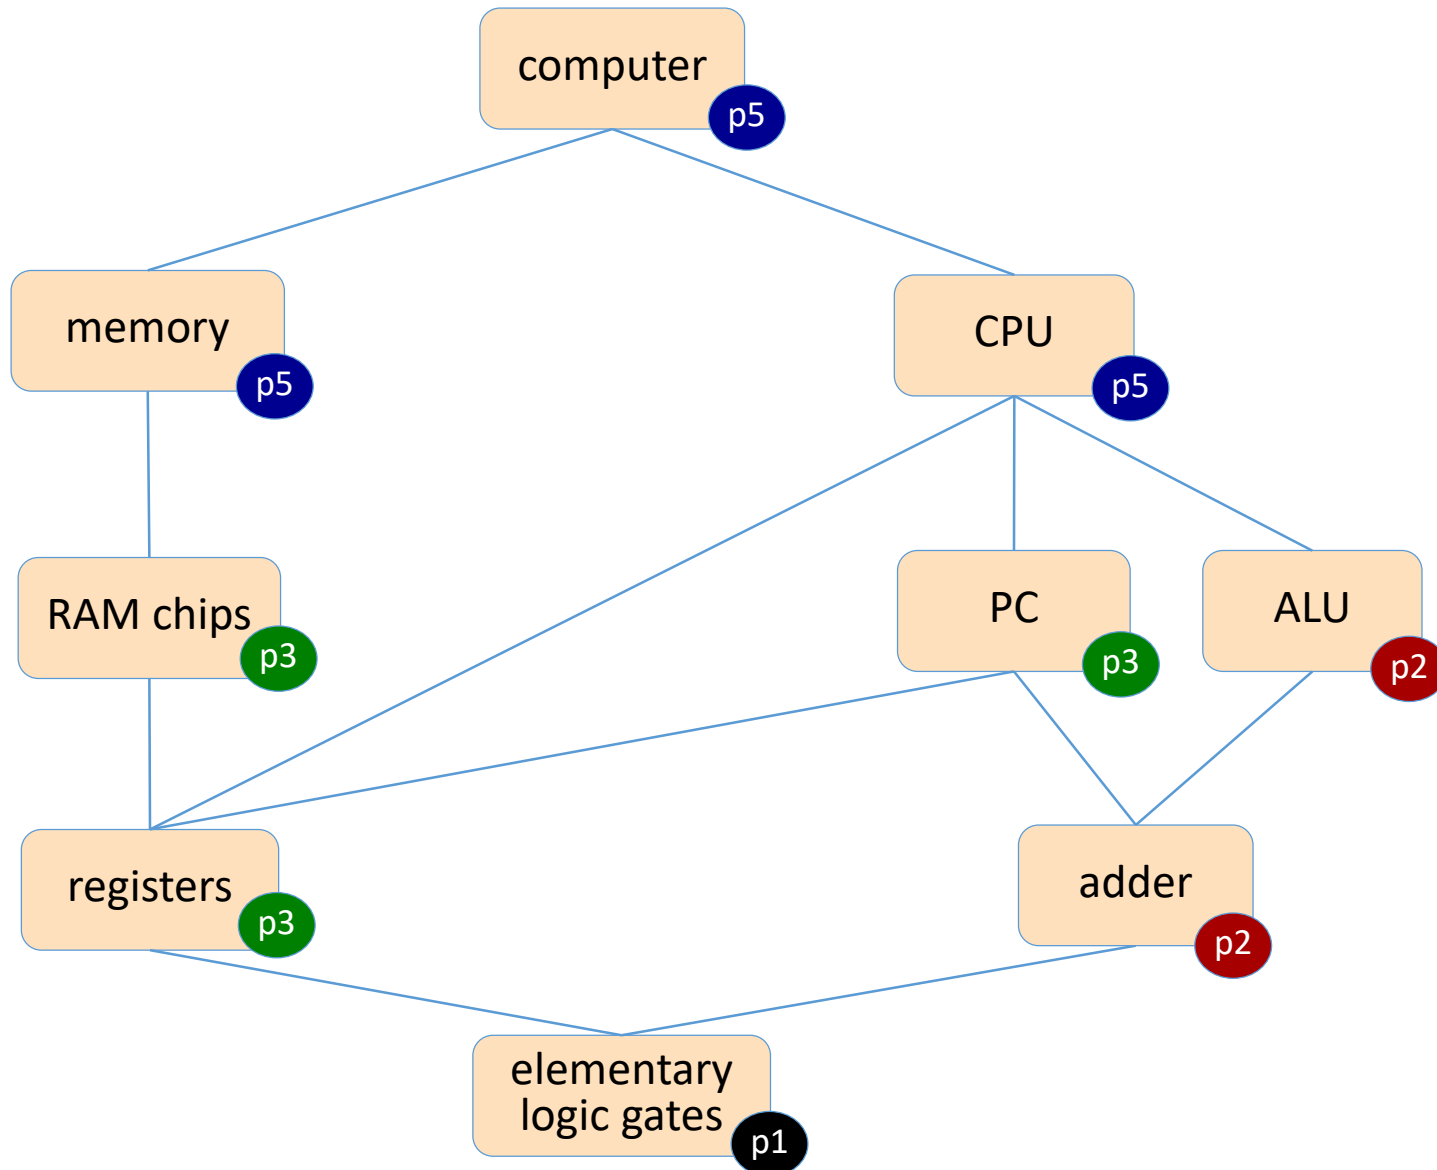 computer
p5
memory
p5
CPU
p5
RAM chips
p3
PC
p3
ALU
p2
registers
p3
adder
p2
elementary
logic gates
p1